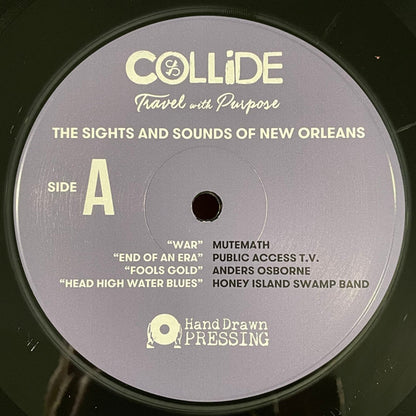 COLLiDE
Travel with Purpose
THE SIGHTS AND SOUNDS OF NEW ORLEANS
SIDE A
"WAR" MUTEMATH
"END OF AN ERA" PUBLIC ACCESS T.V.
"FOOLS GOLD" ANDERS OSBORNE
"HEAD HIGH WATER BLUES" HONEY ISLAND SWAMP BAND
Hand Drawn
PRESSING